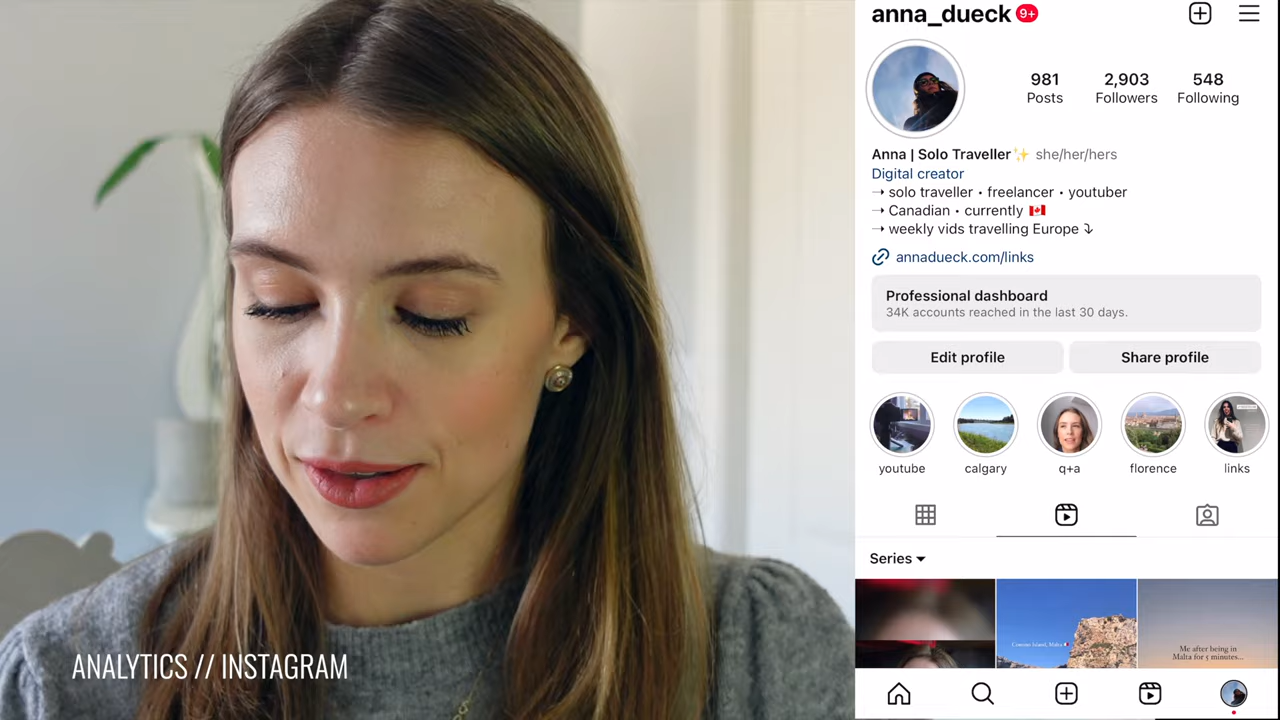 anna_dueck 9+
981 2,903 548
Posts Followers Following
Anna | Solo Traveller✨ she/her/hers
Digital creator
→ solo traveller • freelancer • youtuber
→ Canadian • currently 🇨🇦
→ weekly vids travelling Europe ⤵
annadueck.com/links
Professional dashboard
34K accounts reached in the last 30 days.
Edit profile Share profile
youtube calgary q+a florence links
Series
Comino Island, Malta 🇲🇹
Me after being in
Malta for 5 minutes...
ANALYTICS // INSTAGRAM